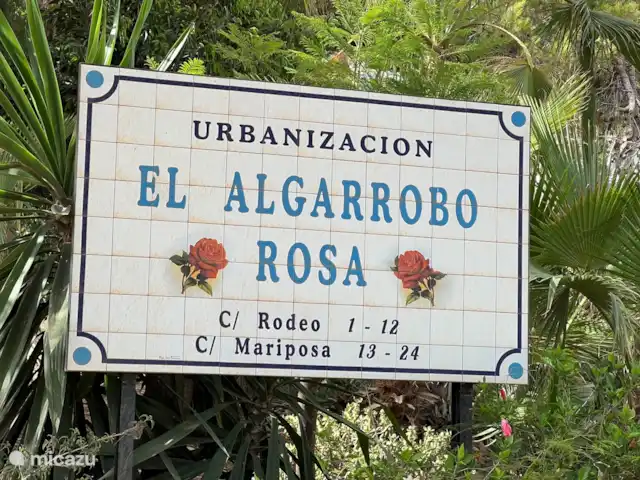 URBANIZACION
EL ALGARROBO
ROSA
C/ Rodeo 1 - 12
C/ Mariposa 13 - 24
micazu